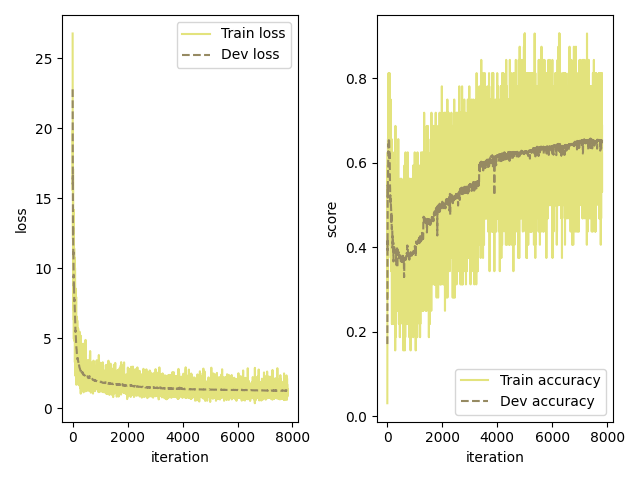 Train loss
Dev loss
25
20
15
10
5
0
loss
0 2000 4000 6000 8000
iteration
0.8
0.6
0.4
0.2
0.0
score
Train accuracy
Dev accuracy
0 2000 4000 6000 8000
iteration